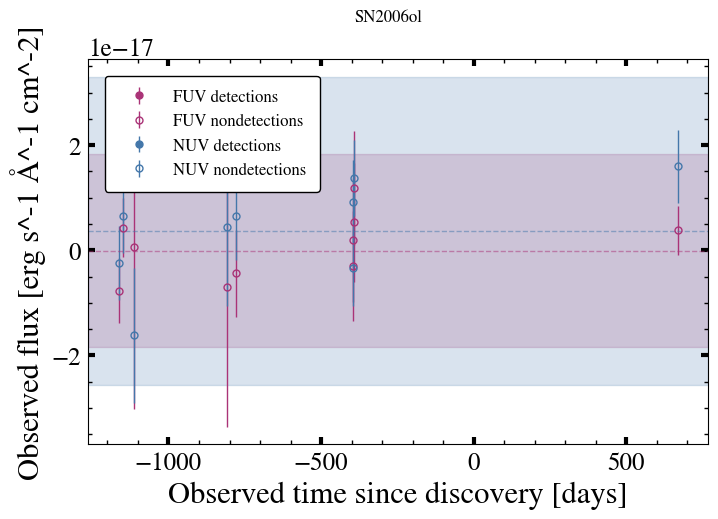 SN2006ol
1e−17
FUV detections
FUV nondetections
NUV detections
NUV nondetections
2
0
−2
Observed flux [erg s^-1 Å^-1 cm^-2]
−1000
−500
0
500
Observed time since discovery [days]